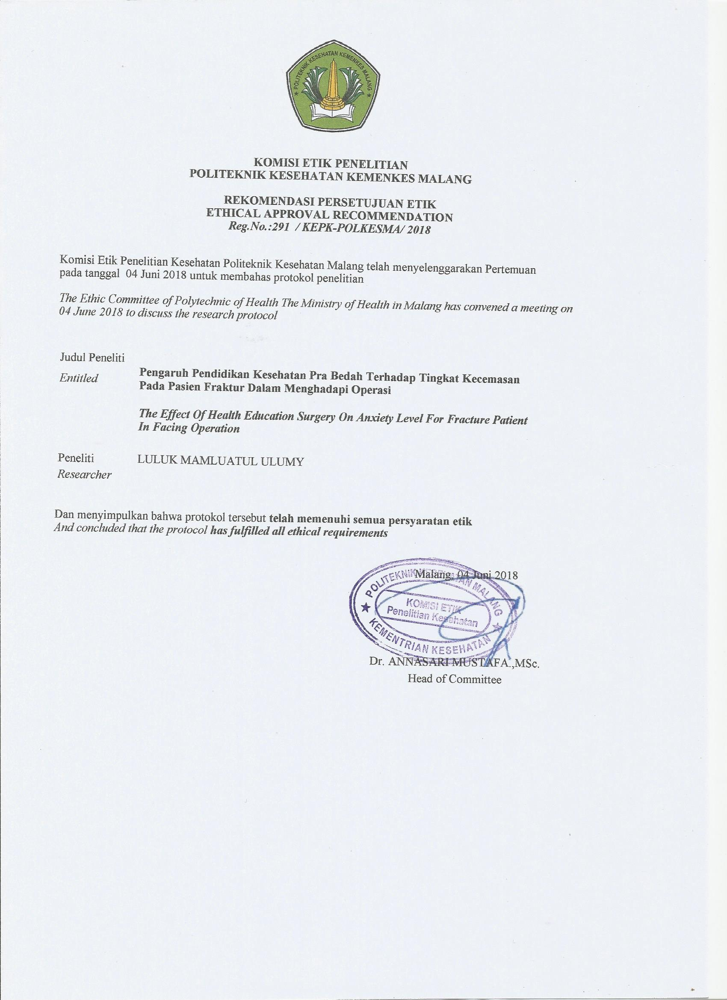 ★ POLITEKNIK KESEHATAN KEMENKES MALANG ★
KOMISI ETIK PENELITIAN
POLITEKNIK KESEHATAN KEMENKES MALANG
REKOMENDASI PERSETUJUAN ETIK
ETHICAL APPROVAL RECOMMENDATION
Reg.No.:291 / KEPK-POLKESMA/ 2018
Komisi Etik Penelitian Kesehatan Politeknik Kesehatan Malang telah menyelenggarakan Pertemuan
pada tanggal 04 Juni 2018 untuk membahas protokol penelitian
The Ethic Committee of Polytechnic of Health The Ministry of Health in Malang has convened a meeting on
04 June 2018 to discuss the research protocol
Judul Peneliti
Entitled
Pengaruh Pendidikan Kesehatan Pra Bedah Terhadap Tingkat Kecemasan
Pada Pasien Fraktur Dalam Menghadapi Operasi
The Effect Of Health Education Surgery On Anxiety Level For Fracture Patient
In Facing Operation
Peneliti LULUK MAMLUATUL ULUMY
Researcher
Dan menyimpulkan bahwa protokol tersebut telah memenuhi semua persyaratan etik
And concluded that the protocol has fulfilled all ethical requirements
Malang, 04 Juni 2018
★ POLITEKNIK KESEHATAN MALANG ★
KOMISI ETIK
Penelitian Kesehatan
KEMENTRIAN KESEHATAN
Dr. ANNASARI MUSTAFA.,MSc.
Head of Committee